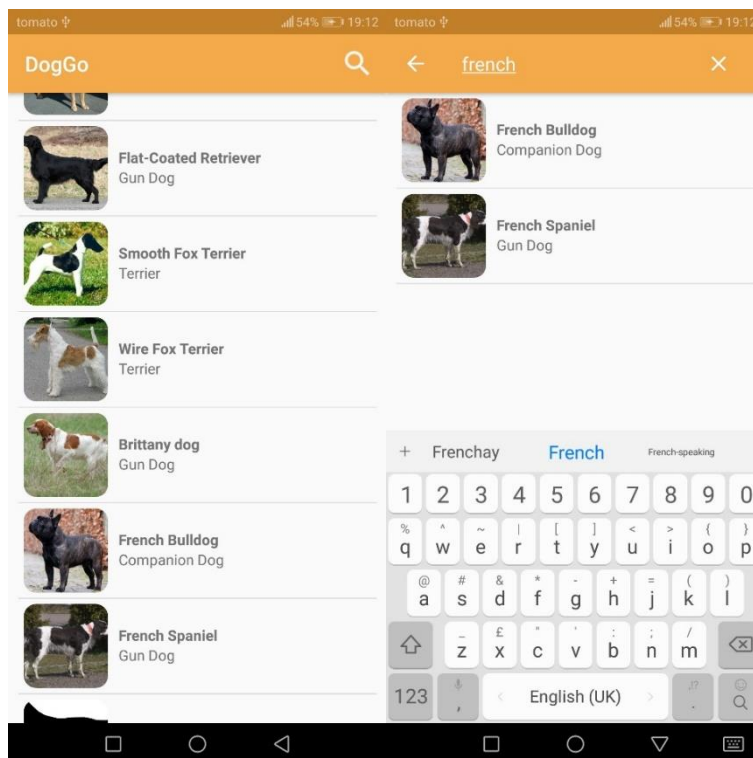 tomato 54% 19:12
DogGo
Flat-Coated Retriever
Gun Dog
Smooth Fox Terrier
Terrier
Wire Fox Terrier
Terrier
Brittany dog
Gun Dog
French Bulldog
Companion Dog
French Spaniel
Gun Dog
tomato 54% 19:12
french
French Bulldog
Companion Dog
French Spaniel
Gun Dog
+ Frenchay French French-speaking
1 2 3 4 5 6 7 8 9 0
% ^ ~ | [ ] < > { }
q w e r t y u i o p
@ # & * - + = ( )
a s d f g h j k l
_ £ " ' : ; /
z x c v b n m
123 , English (UK) .